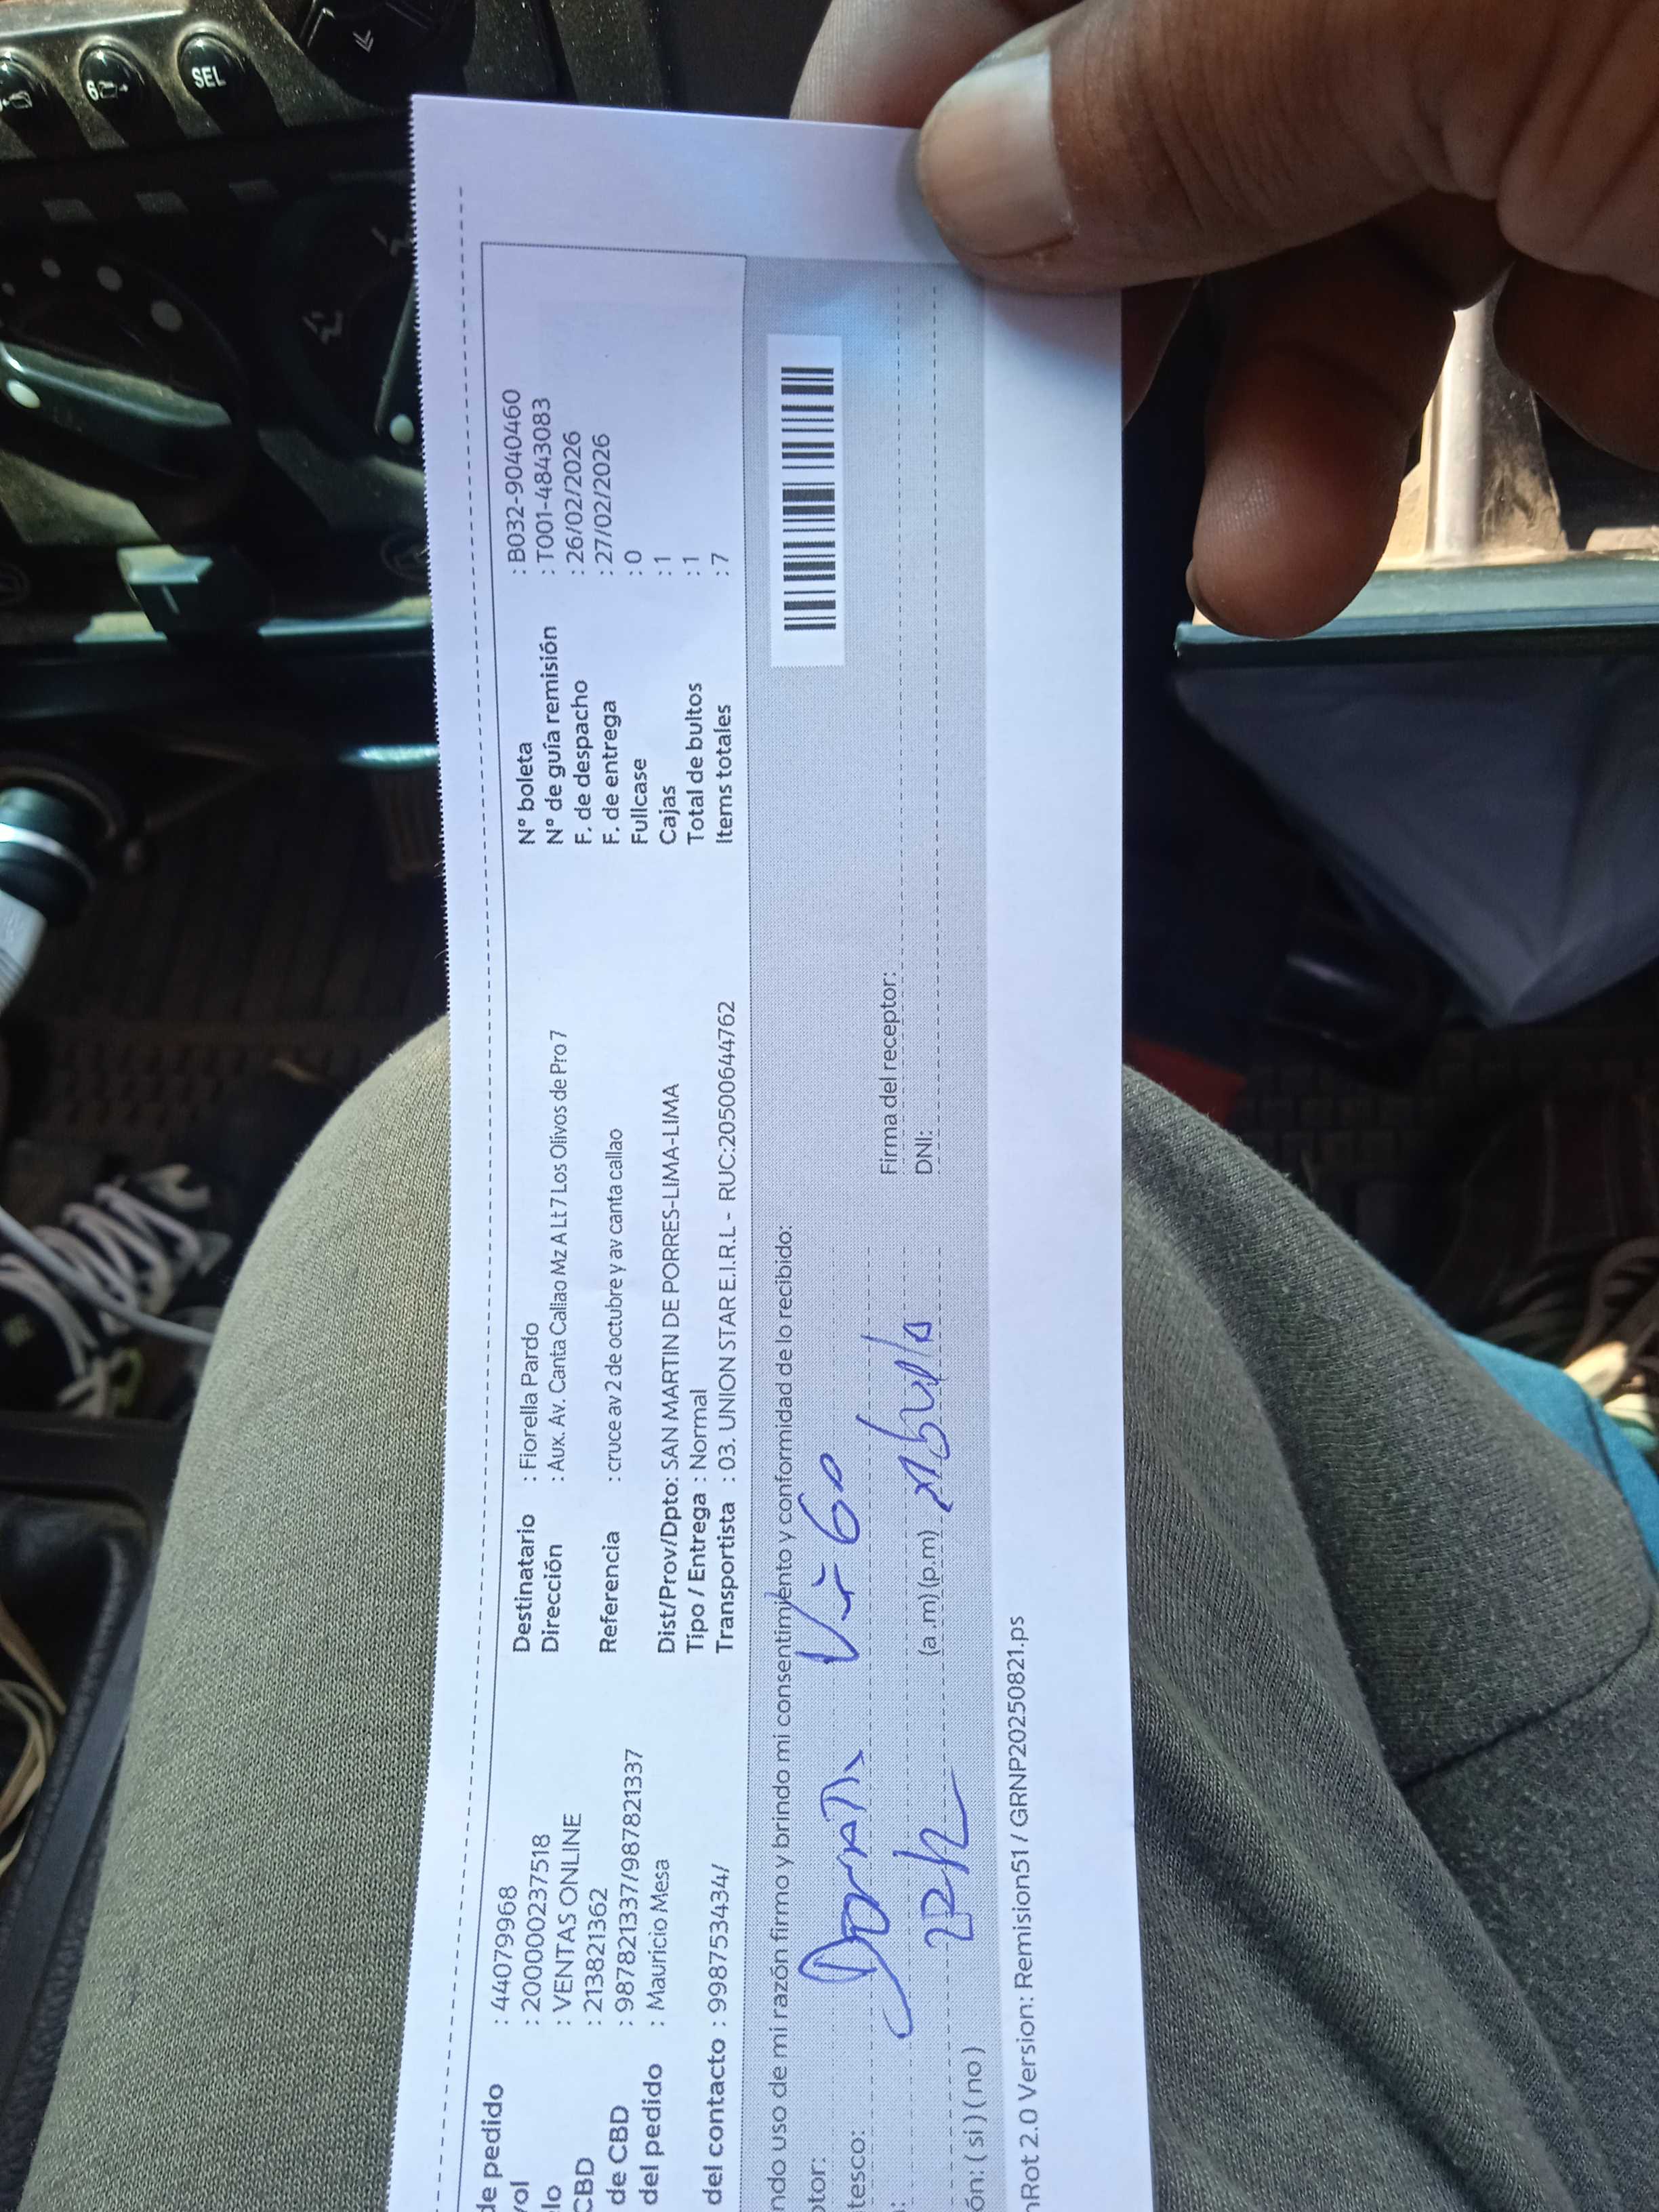 SEL
6
de pedido : 440799968
vol : 200000237518
lo : VENTAS ONLINE
CBD : 213821362
de CBD : 987821337/987821337
del pedido : Mauricio Mesa
del contacto : 998753434/
Destinatario : Fiorella Pardo
Dirección : Aux. Av. Canta Callao Mz A Lt 7 Los Olivos de Pro 7
Referencia : cruce av 2 de octubre y av canta callao
Dist/Prov/Dpto: SAN MARTIN DE PORRES-LIMA-LIMA
Tipo / Entrega : Normal
Transportista : 03. UNION STAR E.I.R.L - RUC:20500644762
N° boleta : B032-9040460
N° de guía remisión : T001-4843083
F. de despacho : 26/02/2026
F. de entrega : 27/02/2026
Fullcase : 0
Cajas : 1
Total de bultos : 1
Items totales : 7
ndo uso de mi razón firmo y brindo mi consentimiento y conformidad de lo recibido:
ptor:
tesco:
Firma del receptor:
(a.m)(p.m)
DNI:
ón: ( si ) ( no )
nRot 2.0 Version: Remision51 / GRNP20250821.ps